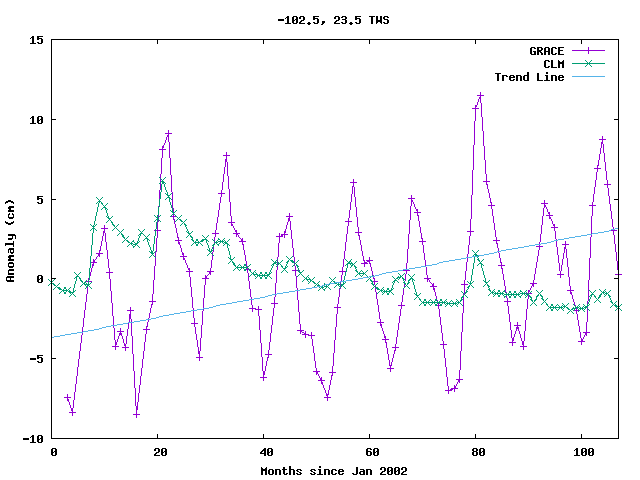 -102.5, 23.5 TWS
GRACE
CLM
Trend Line
15
10
5
0
-5
-10
Anomaly (cm)
0 20 40 60 80 100
Months since Jan 2002